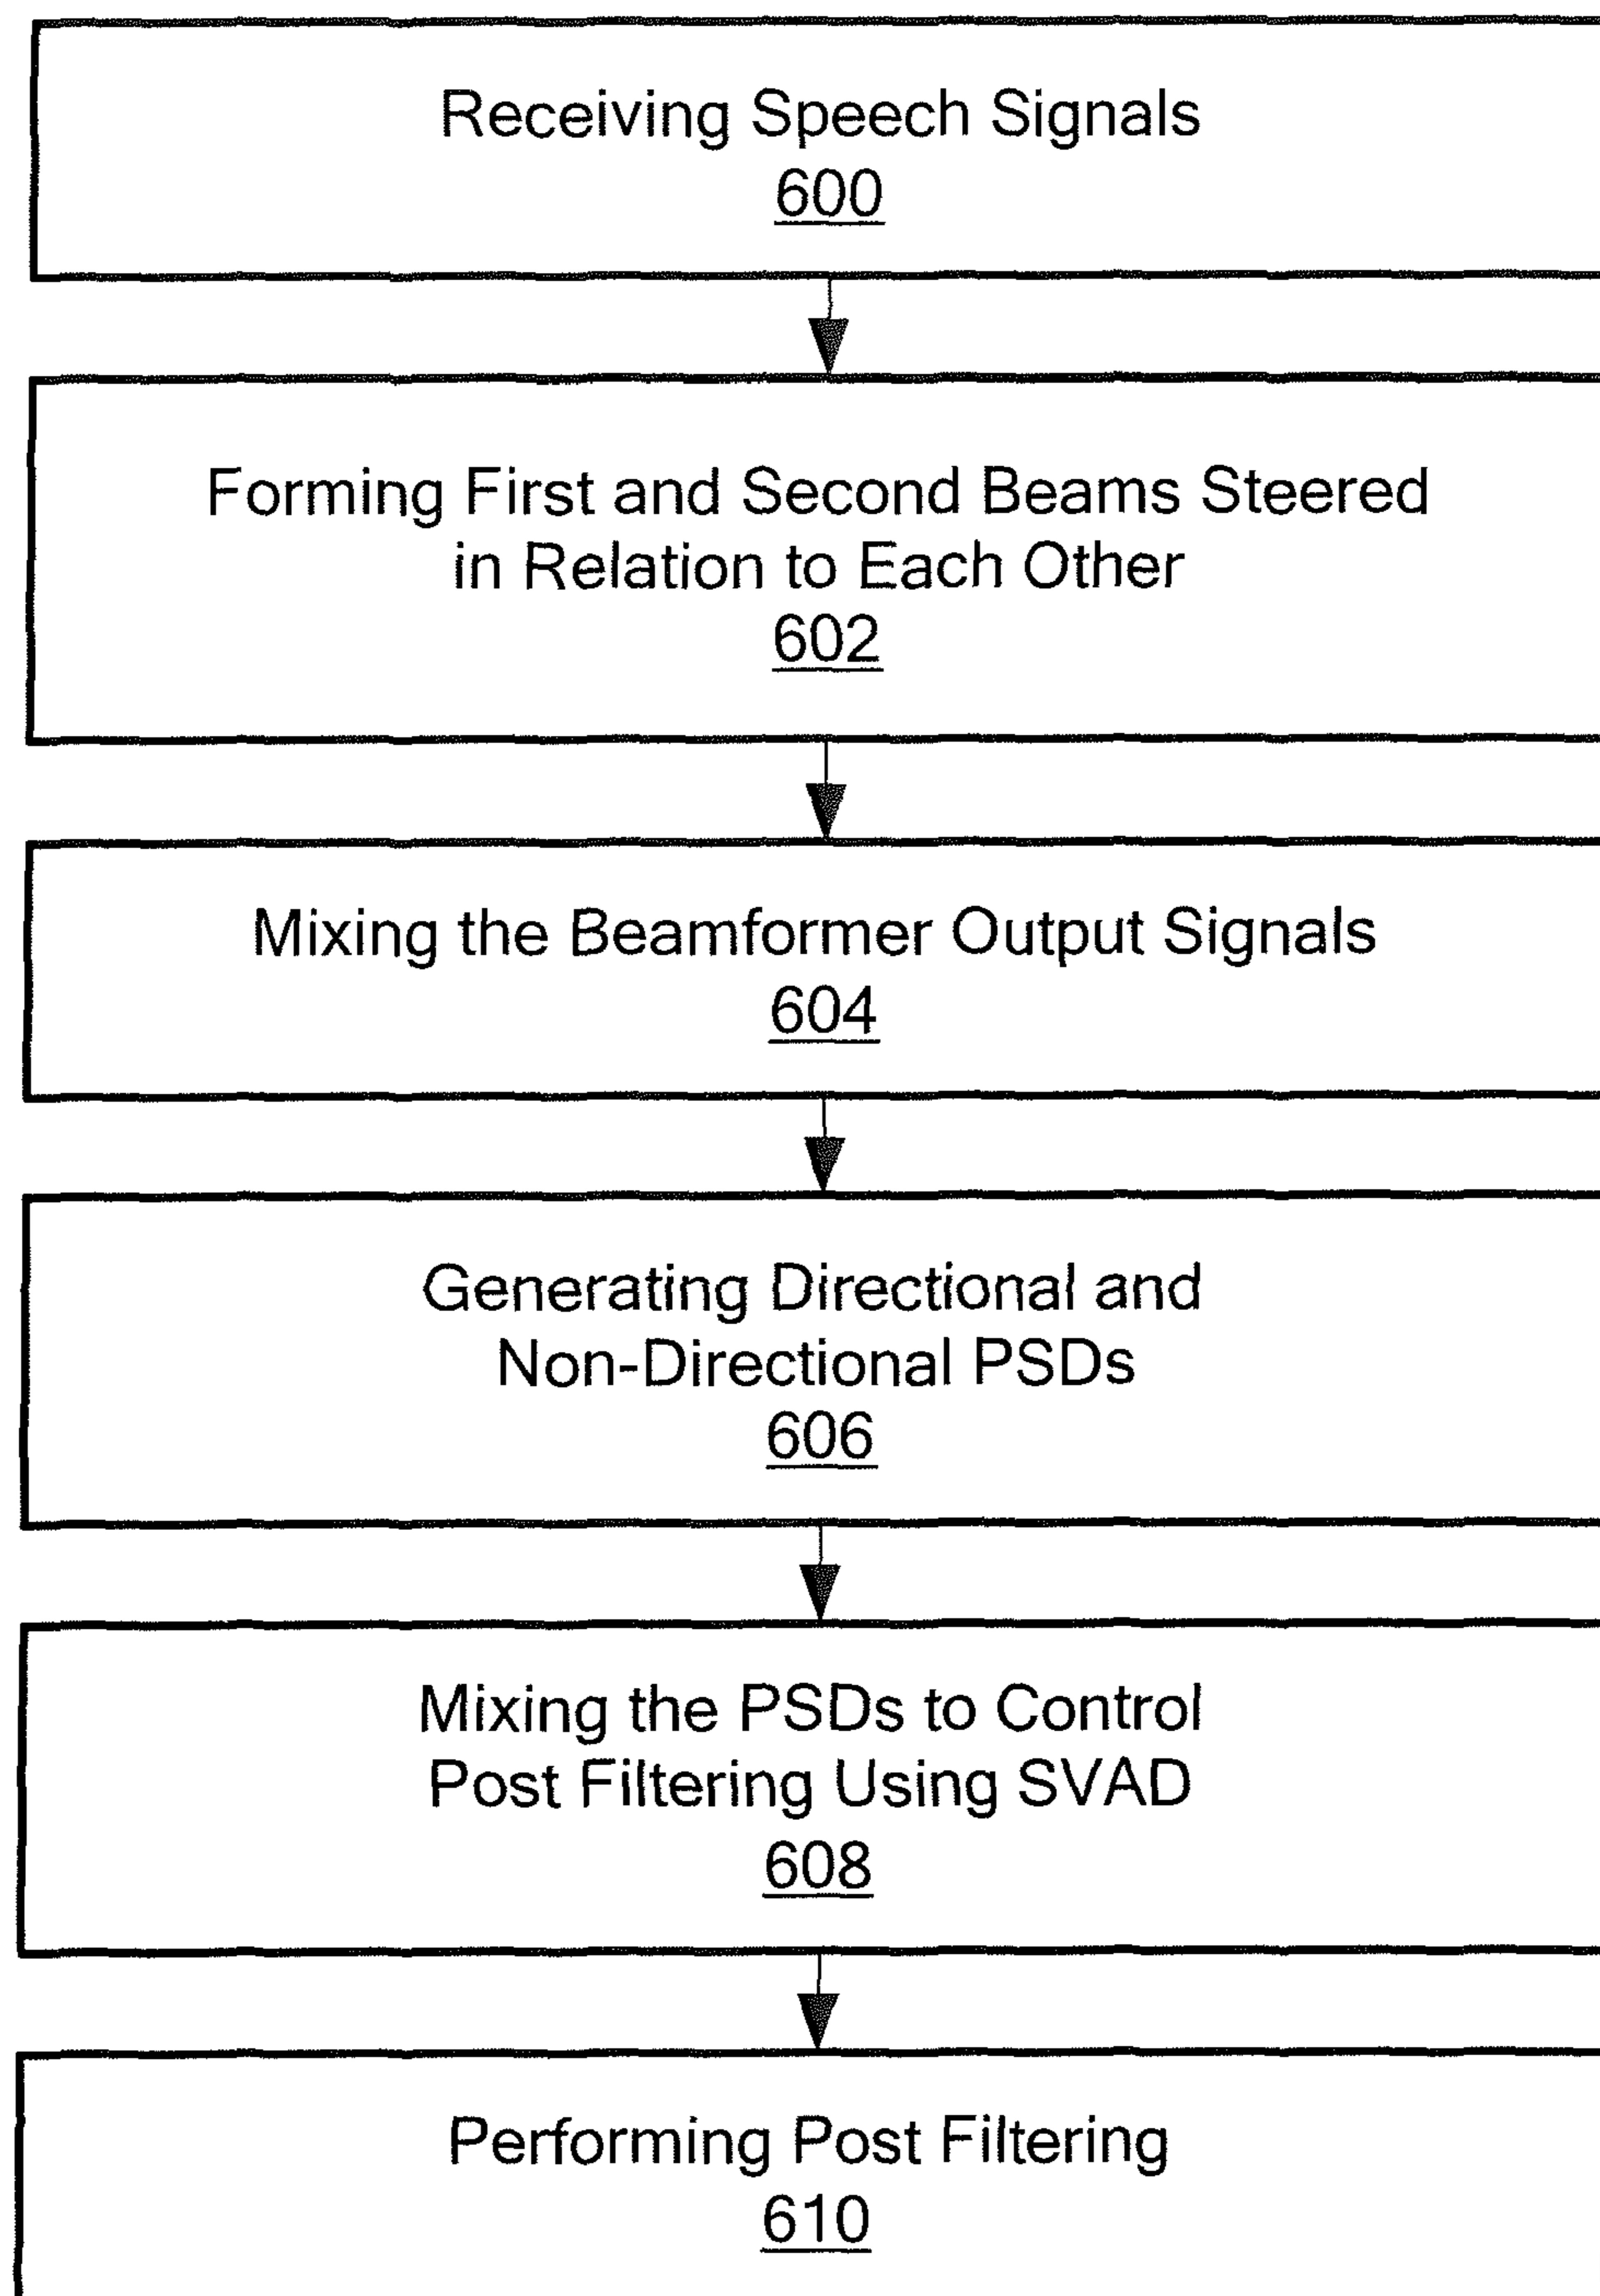 Receiving Speech Signals
600
Forming First and Second Beams Steered
in Relation to Each Other
602
Mixing the Beamformer Output Signals
604
Generating Directional and
Non-Directional PSDs
606
Mixing the PSDs to Control
Post Filtering Using SVAD
608
Performing Post Filtering
610